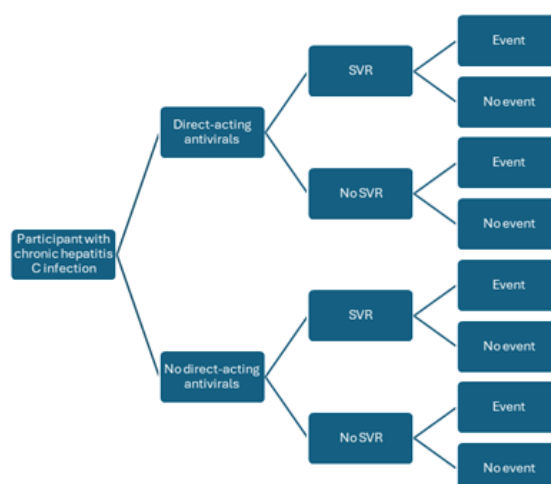 Event
SVR
No event
Direct-acting
antivirals
Event
No SVR
No event
Participant with
chronic hepatitis
C infection
Event
SVR
No event
No direct-acting
antivirals
Event
No SVR
No event